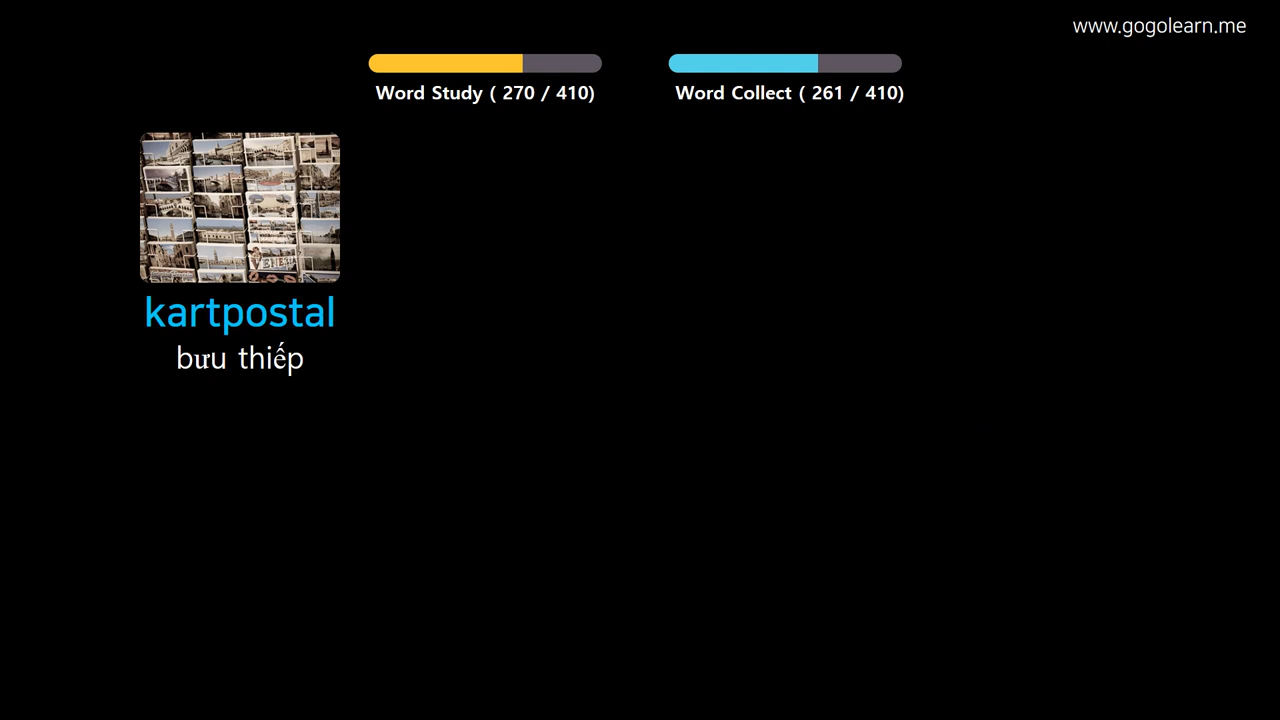 www.gogolearn.me
Word Study ( 270 / 410)
Word Collect ( 261 / 410)
kartpostal
bưu thiếp